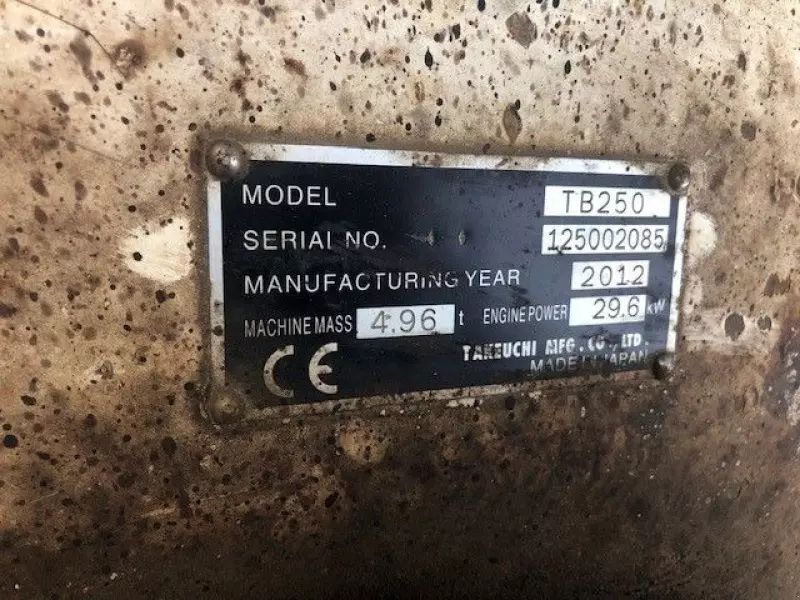 MODEL TB250
SERIAL NO. 125002085
MANUFACTURING YEAR 2012
MACHINE MASS 4.96 t ENGINE POWER 29.6 kW
CE TAKEUCHI MFG. CO., LTD.
MADE IN JAPAN